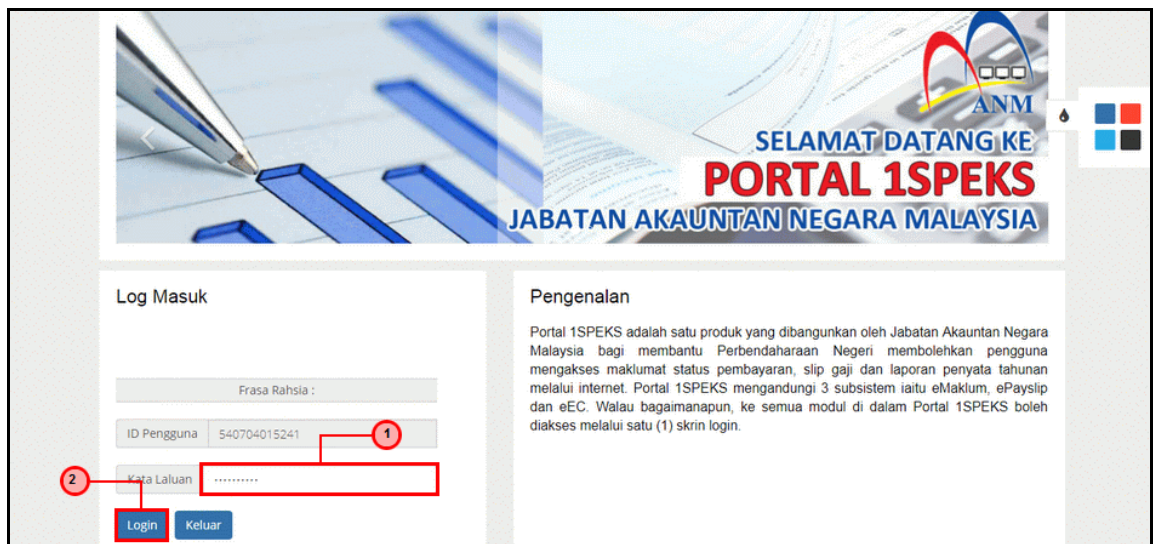 ANM
SELAMAT DATANG KE
PORTAL 1SPEKS
JABATAN AKAUNTAN NEGARA MALAYSIA
Log Masuk
Frasa Rahsia :
ID Pengguna 540704015241
1
Kata Laluan ··········
2
Login Keluar
Pengenalan
Portal 1SPEKS adalah satu produk yang dibangunkan oleh Jabatan Akauntan Negara
Malaysia bagi membantu Perbendaharaan Negeri membolehkan pengguna
mengakses maklumat status pembayaran, slip gaji dan laporan penyata tahunan
melalui internet. Portal 1SPEKS mengandungi 3 subsistem iaitu eMaklum, ePayslip
dan eEC. Walau bagaimanapun, ke semua modul di dalam Portal 1SPEKS boleh
diakses melalui satu (1) skrin login.